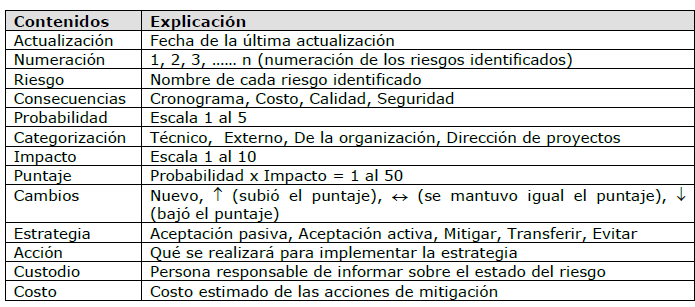 Contenidos Explicación
Actualización Fecha de la última actualización
Numeración 1, 2, 3, …… n (numeración de los riesgos identificados)
Riesgo Nombre de cada riesgo identificado
Consecuencias Cronograma, Costo, Calidad, Seguridad
Probabilidad Escala 1 al 5
Categorización Técnico, Externo, De la organización, Dirección de proyectos
Impacto Escala 1 al 10
Puntaje Probabilidad x Impacto = 1 al 50
Cambios Nuevo, ↑ (subió el puntaje), ↔ (se mantuvo igual el puntaje), ↓
(bajó el puntaje)
Estrategia Aceptación pasiva, Aceptación activa, Mitigar, Transferir, Evitar
Acción Qué se realizará para implementar la estrategia
Custodio Persona responsable de informar sobre el estado del riesgo
Costo Costo estimado de las acciones de mitigación